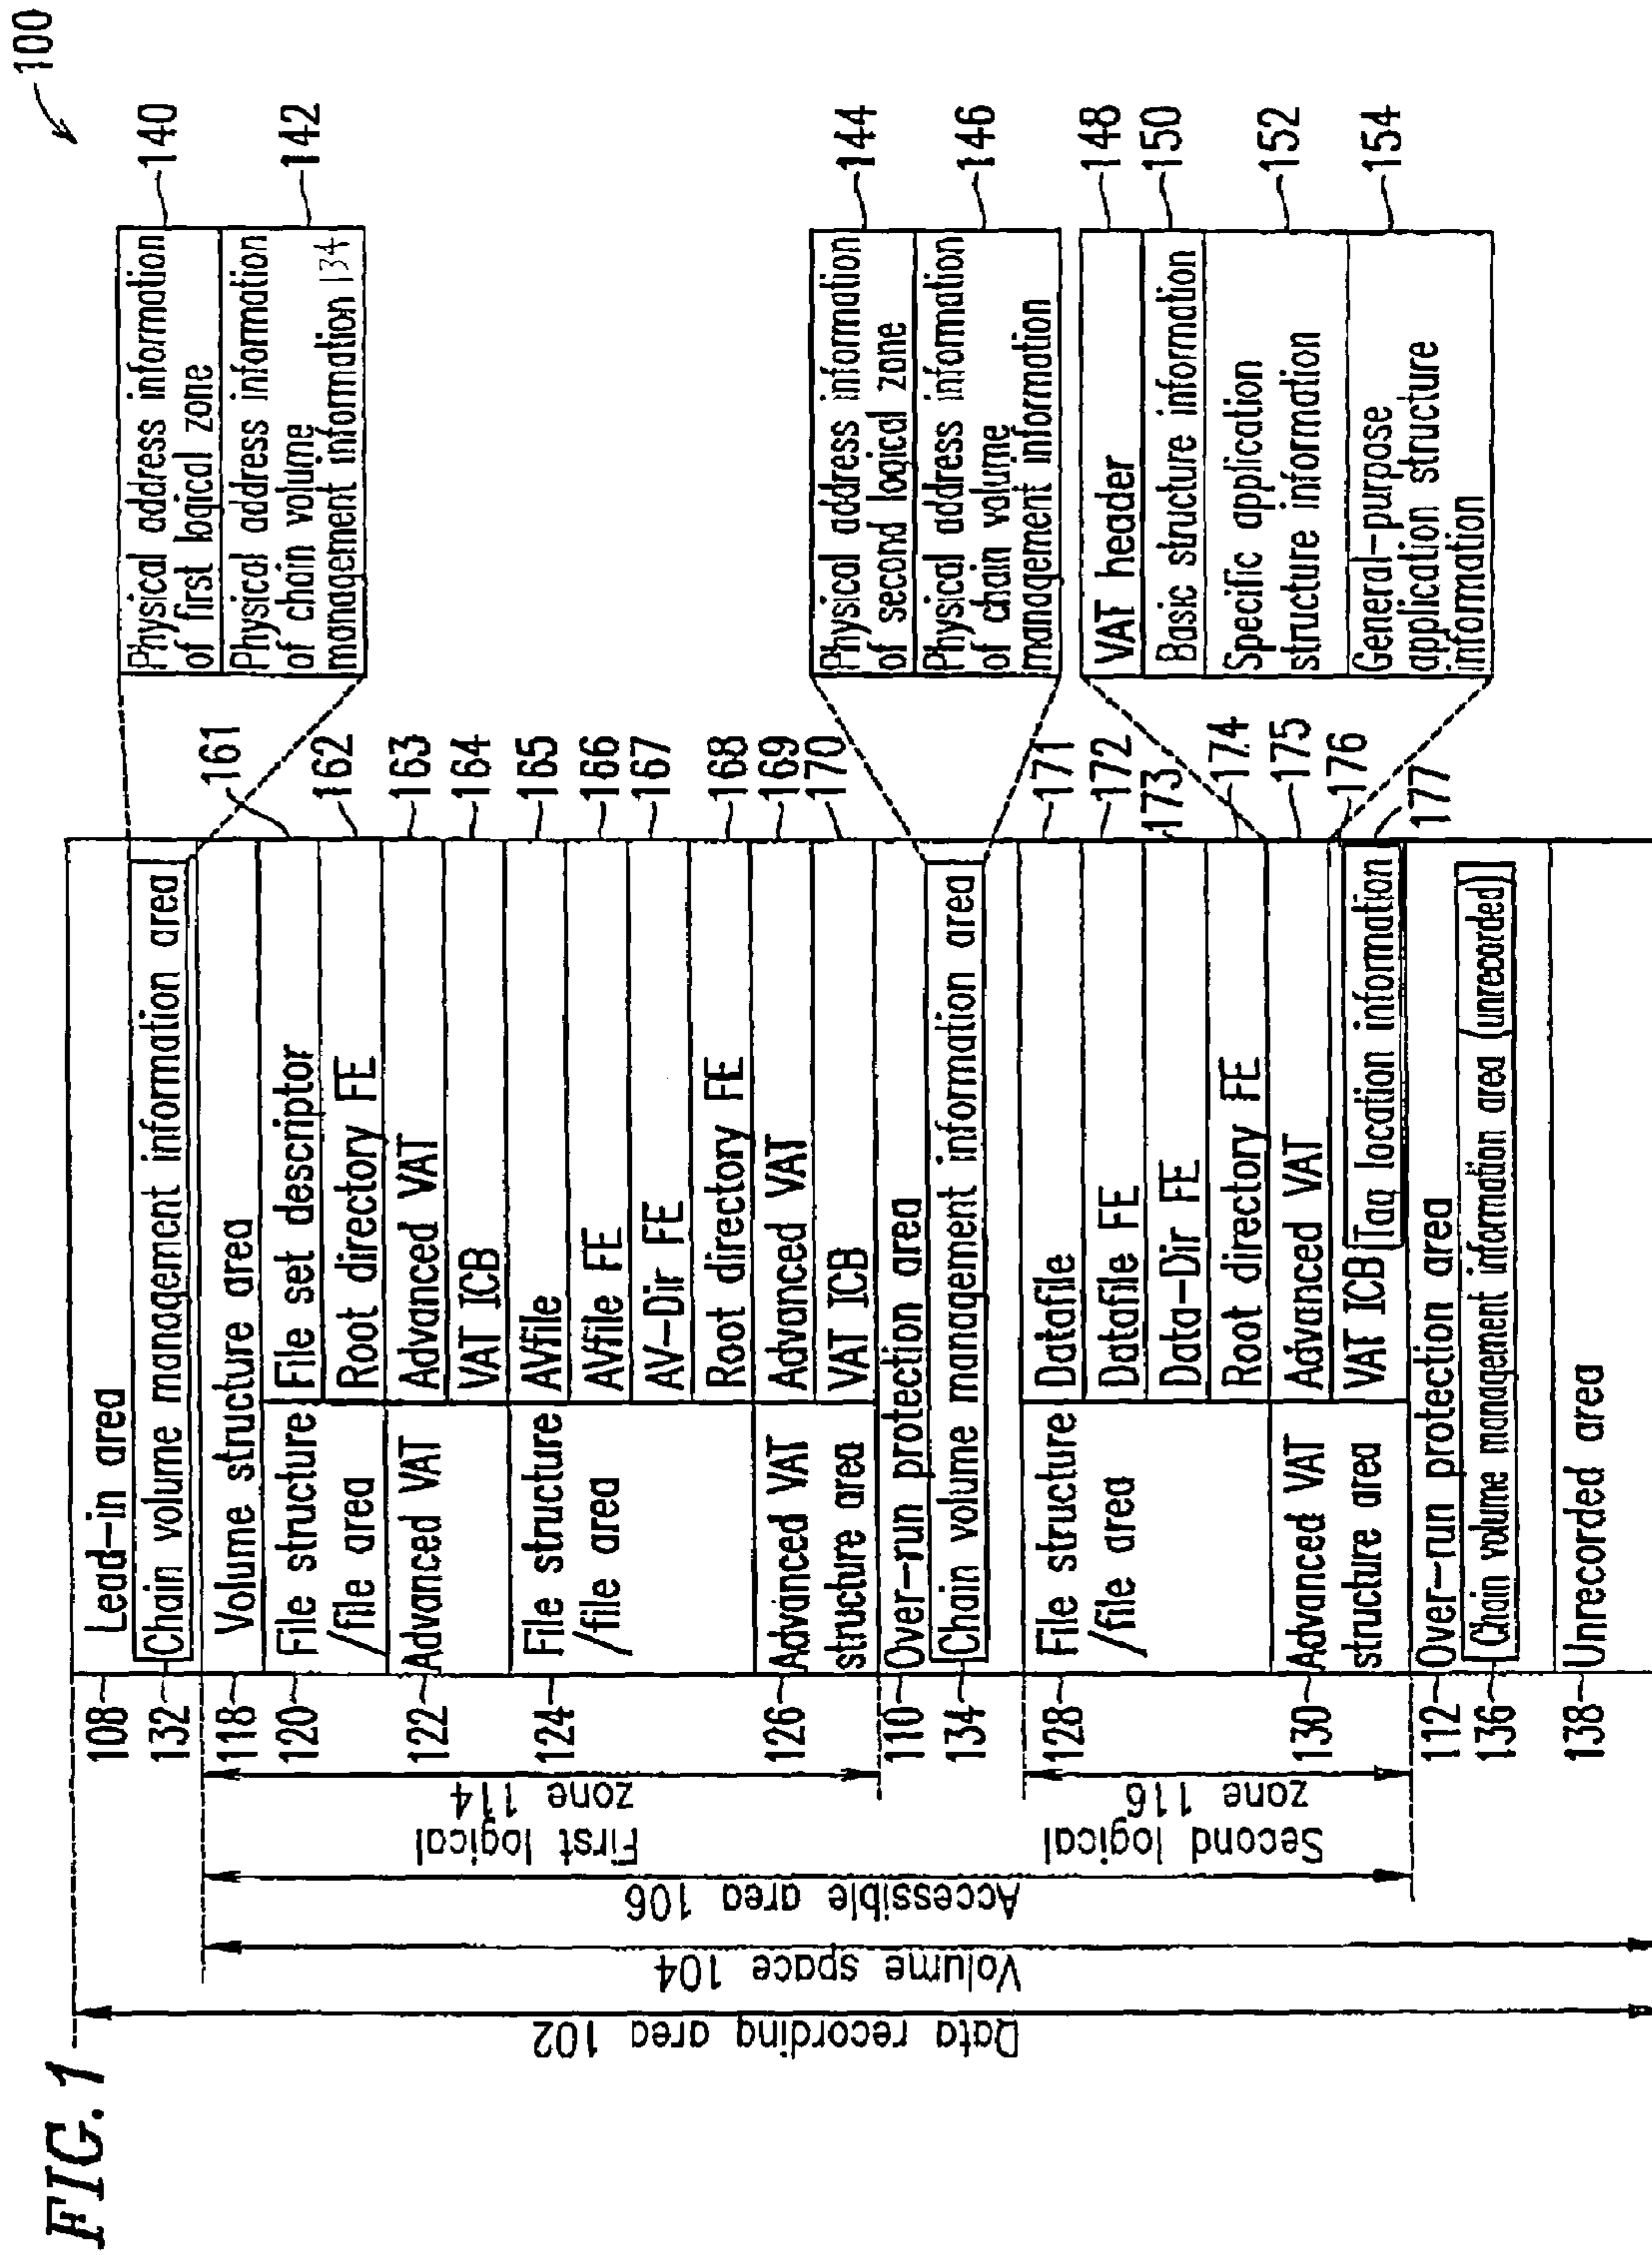 FIG. 1
100
Data recording area 102
Volume space 104
Accessible area 106
First logical
zone 114
Second logical
zone 116
108
Lead-in area
132
Chain volume management information area
118
Volume structure area
120
File structure
/file area
File set descriptor
161
Root directory FE
162
122
Advanced VAT
Advanced VAT
163
VAT ICB
164
124
File structure
/file area
AVfile
165
AVfile FE
166
AV-Dir FE
167
Root directory FE
168
126
Advanced VAT
structure area
Advanced VAT
169
VAT ICB
170
110
Over-run protection area
134
Chain volume management information area
128
File structure
/file area
Datafile
171
Datafile FE
172
Data-Dir FE
173
Root directory FE
174
130
Advanced VAT
structure area
Advanced VAT
175
VAT ICB
176
Tag location information
177
112
Over-run protection area
136
Chain volume management information area (unrecorded)
138
Unrecorded area
Physical address information
of first logical zone
140
Physical address information
of chain volume
management information 134
142
Physical address information
of second logical zone
144
Physical address information
of chain volume
management information
146
VAT header
148
Basic structure information
150
Specific application
structure information
152
General-purpose
application structure
information
154